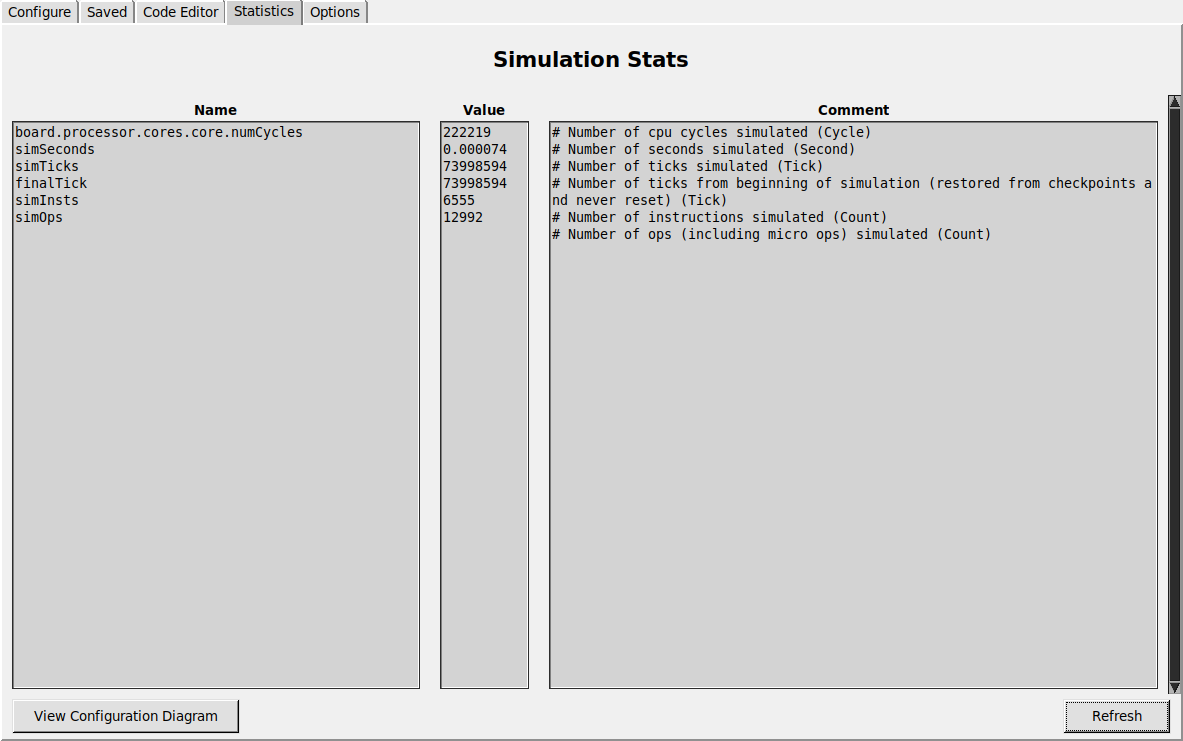 Configure Saved Code Editor Statistics Options
Simulation Stats
Name Value Comment
board.processor.cores.core.numCycles 222219 # Number of cpu cycles simulated (Cycle)
simSeconds 0.000074 # Number of seconds simulated (Second)
simTicks 73998594 # Number of ticks simulated (Tick)
finalTick 73998594 # Number of ticks from beginning of simulation (restored from checkpoints a
simInsts 6555 nd never reset) (Tick)
simOps 12992 # Number of instructions simulated (Count)
# Number of ops (including micro ops) simulated (Count)
View Configuration Diagram Refresh